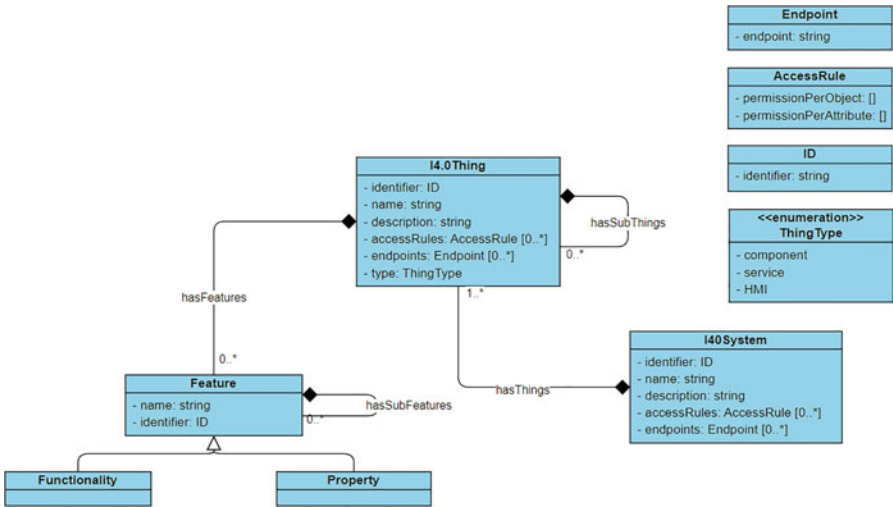 Endpoint
- endpoint: string
AccessRule
- permissionPerObject: []
- permissionPerAttribute: []
ID
- identifier: string
<<enumeration>>
ThingType
- component
- service
- HMI
I4.0Thing
- identifier: ID
- name: string
- description: string
- accessRules: AccessRule [0..*]
- endpoints: Endpoint [0..*]
- type: ThingType
hasSubThings
0..*
1..*
hasFeatures
0..*
I40System
- identifier: ID
- name: string
- description: string
- accessRules: AccessRule [0..*]
- endpoints: Endpoint [0..*]
hasThings
Feature
- name: string
- identifier: ID
hasSubFeatures
0..*
Functionality
Property